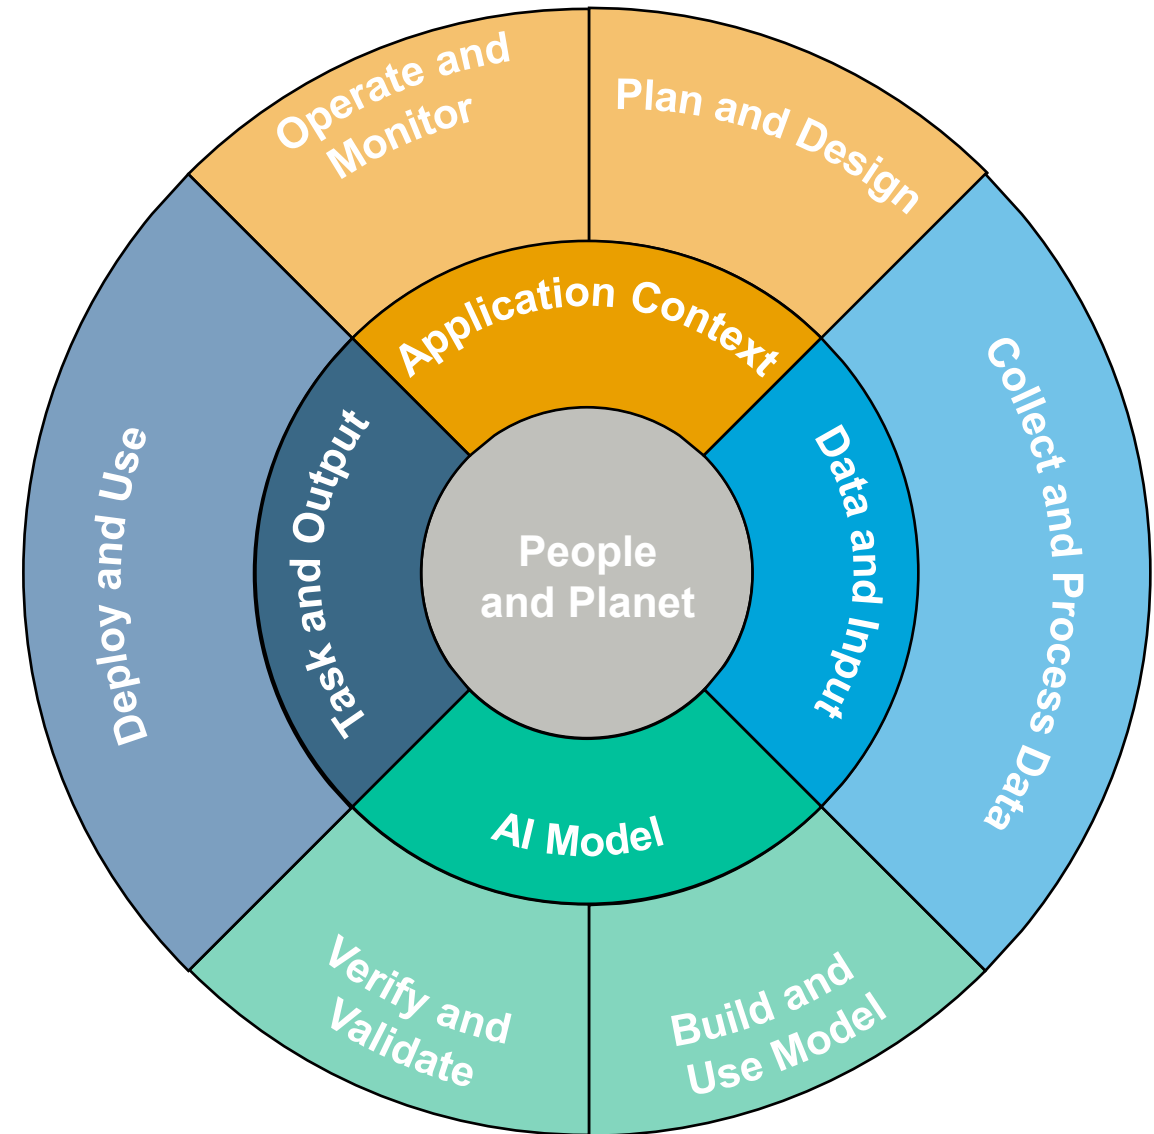 Operate and
Monitor
Plan and Design
Application Context
Collect and Process Data
Data and Input
People
and Planet
Task and Output
Deploy and Use
AI Model
Verify and
Validate
Build and
Use Model